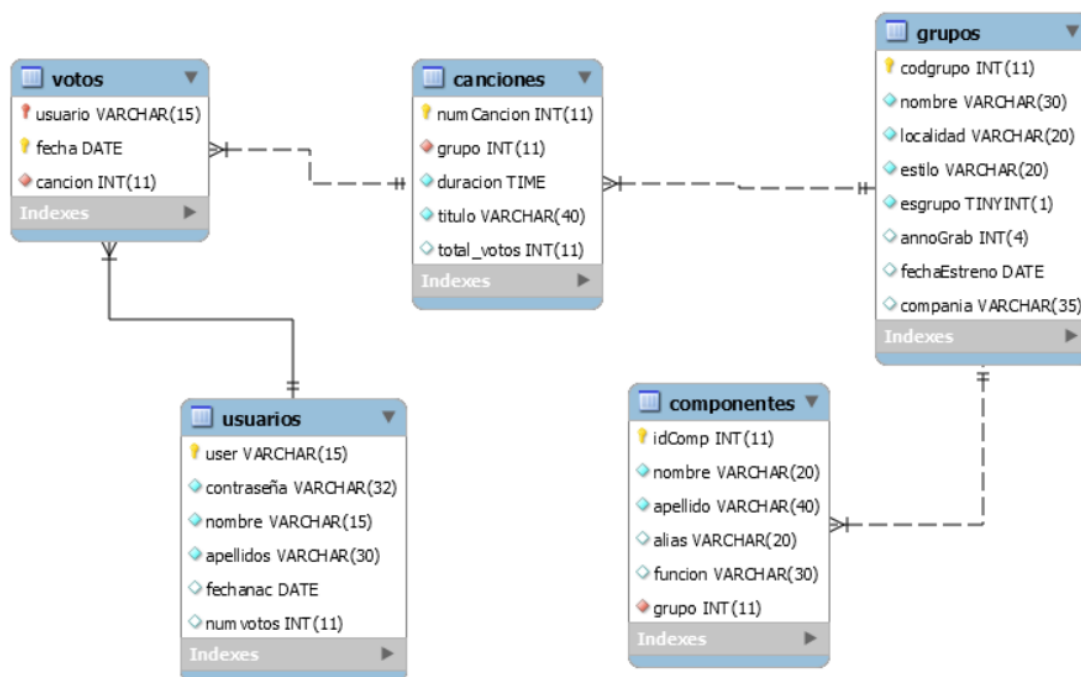 votos
usuario VARCHAR(15)
fecha DATE
cancion INT(11)
Indexes
canciones
numCancion INT(11)
grupo INT(11)
duracion TIME
titulo VARCHAR(40)
total_votos INT(11)
Indexes
grupos
codgrupo INT(11)
nombre VARCHAR(30)
localidad VARCHAR(20)
estilo VARCHAR(20)
esgrupo TINYINT(1)
annoGrab INT(4)
fechaEstreno DATE
compania VARCHAR(35)
Indexes
usuarios
user VARCHAR(15)
contraseña VARCHAR(32)
nombre VARCHAR(15)
apellidos VARCHAR(30)
fechanac DATE
numvotos INT(11)
Indexes
componentes
idComp INT(11)
nombre VARCHAR(20)
apellido VARCHAR(40)
alias VARCHAR(20)
funcion VARCHAR(30)
grupo INT(11)
Indexes